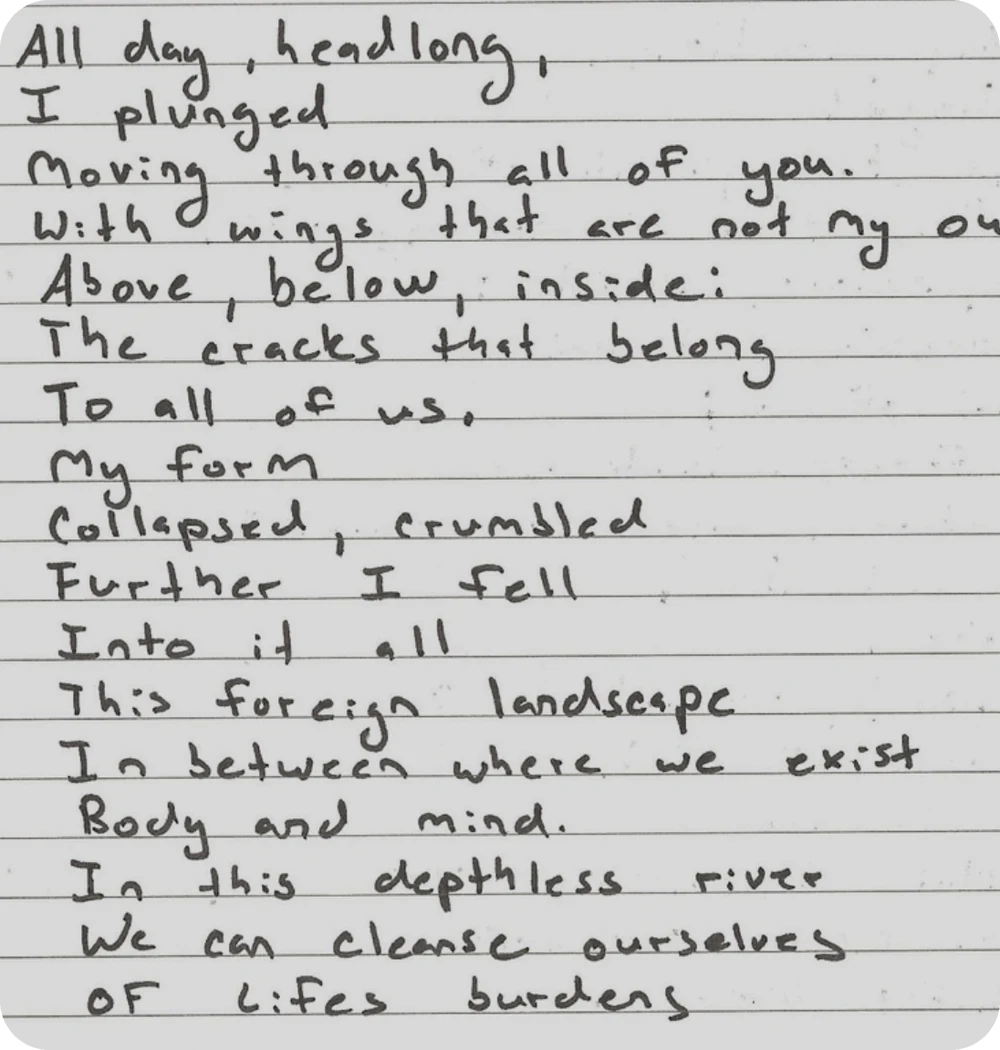 All day, headlong,
I plunged
Moving through all of you.
With wings that are not my
Above, below, inside:
The cracks that belong
To all of us.
My form
Collapsed, crumbled
Further I fell
Into it all
This foreign landscape
In between where we exist
Body and mind.
In this depthless river
We can cleanse ourselves
OF Lifes burdens